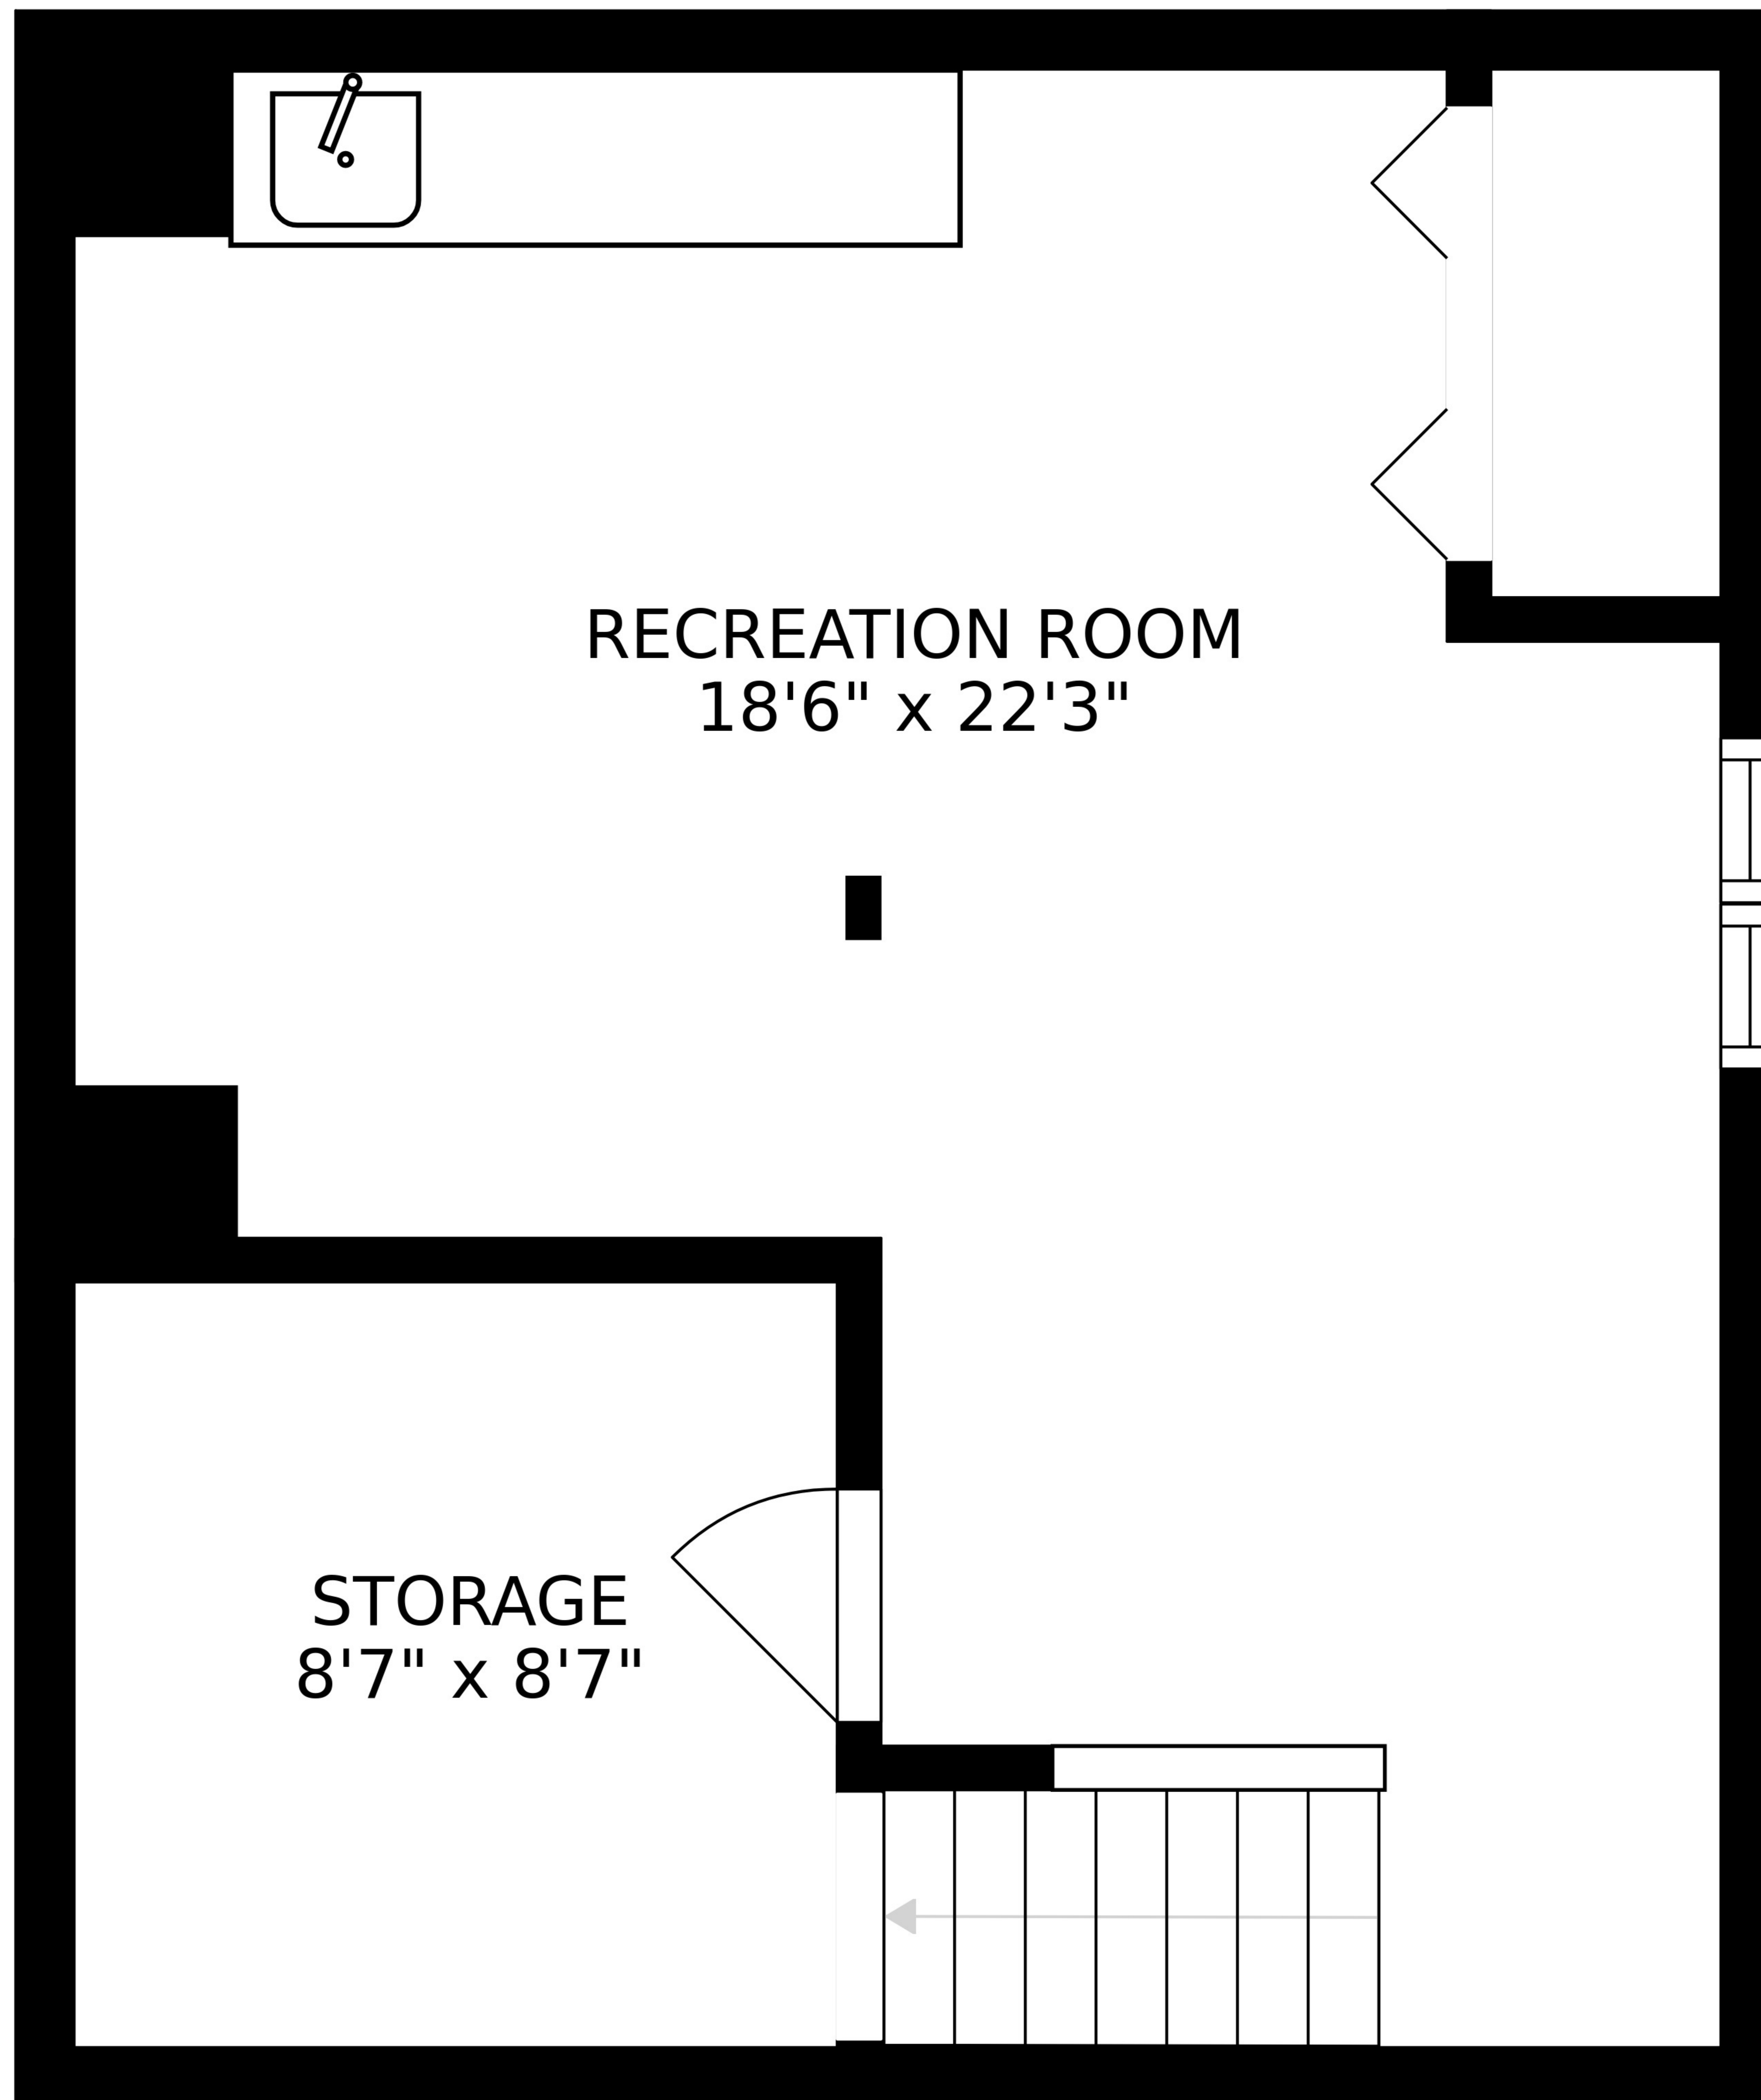 RECREATION ROOM
18'6" x 22'3"
STORAGE
8'7" x 8'7"